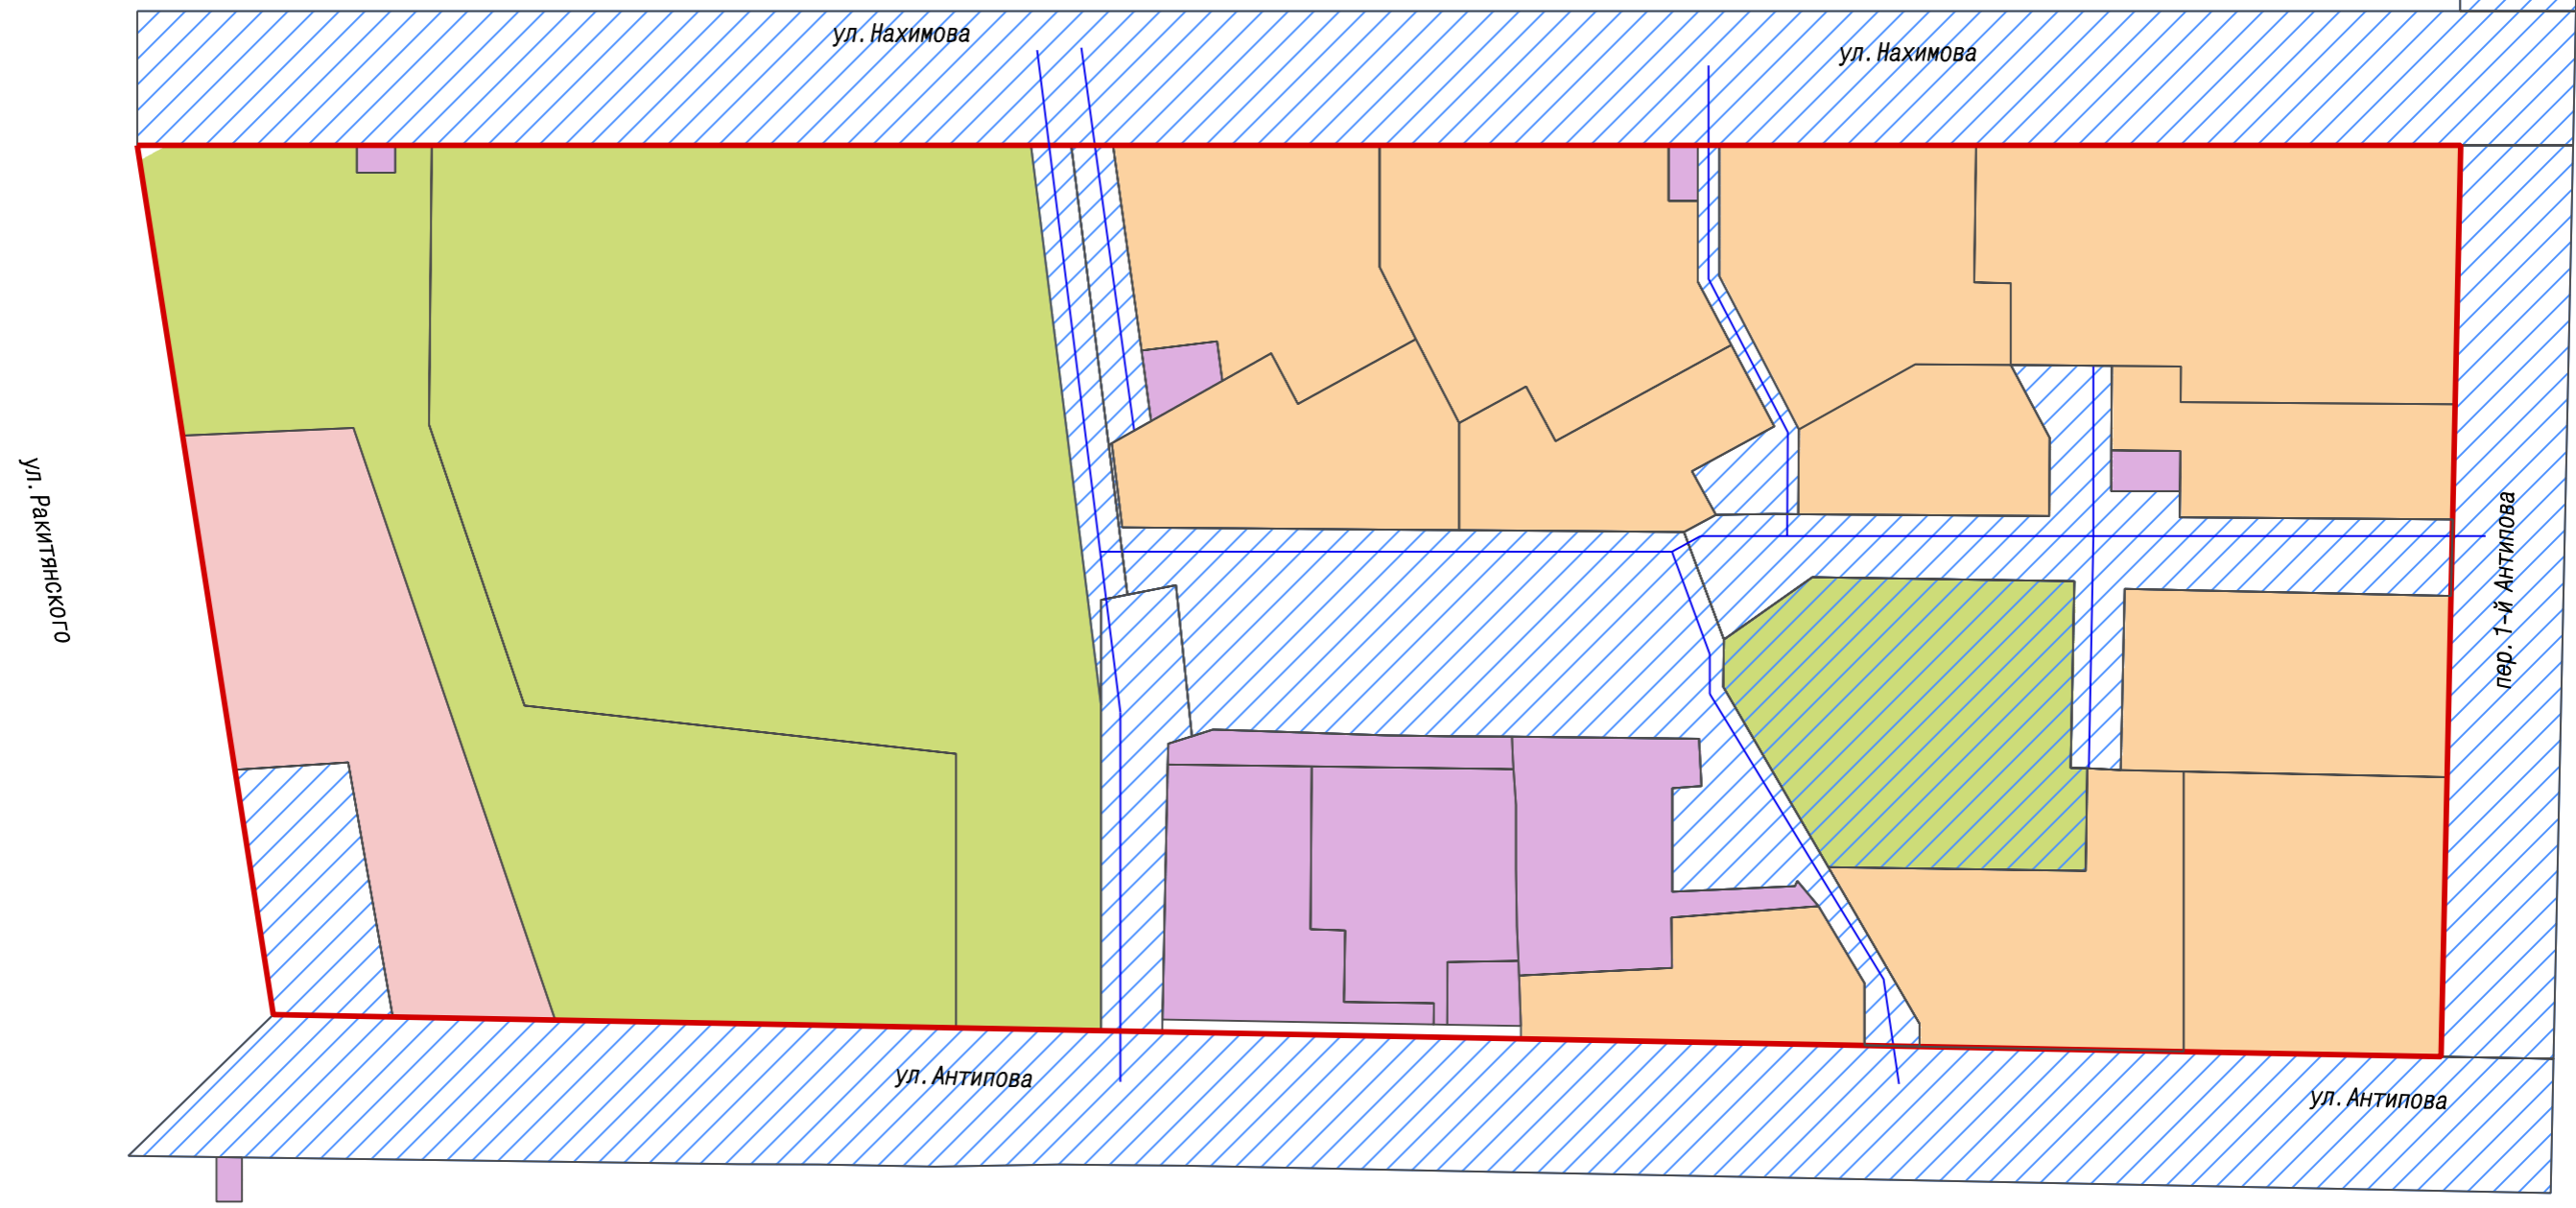 ул.Нахимова
ул.Нахимова
ул.Ракитянского
пер. 1-й Антипова
ул.Антипова
ул.Антипова